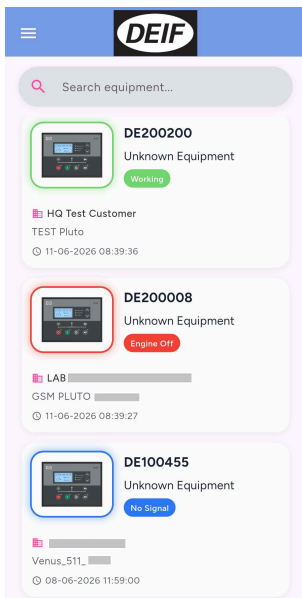 DEIF
Search equipment...
DE200200
Unknown Equipment
Working
HQ Test Customer
TEST Pluto
11-06-2026 08:39:36
DE200008
Unknown Equipment
Engine Off
LAB
GSM PLUTO
11-06-2026 08:39:27
DE100455
Unknown Equipment
No Signal
Venus_511_
08-06-2026 11:59:00